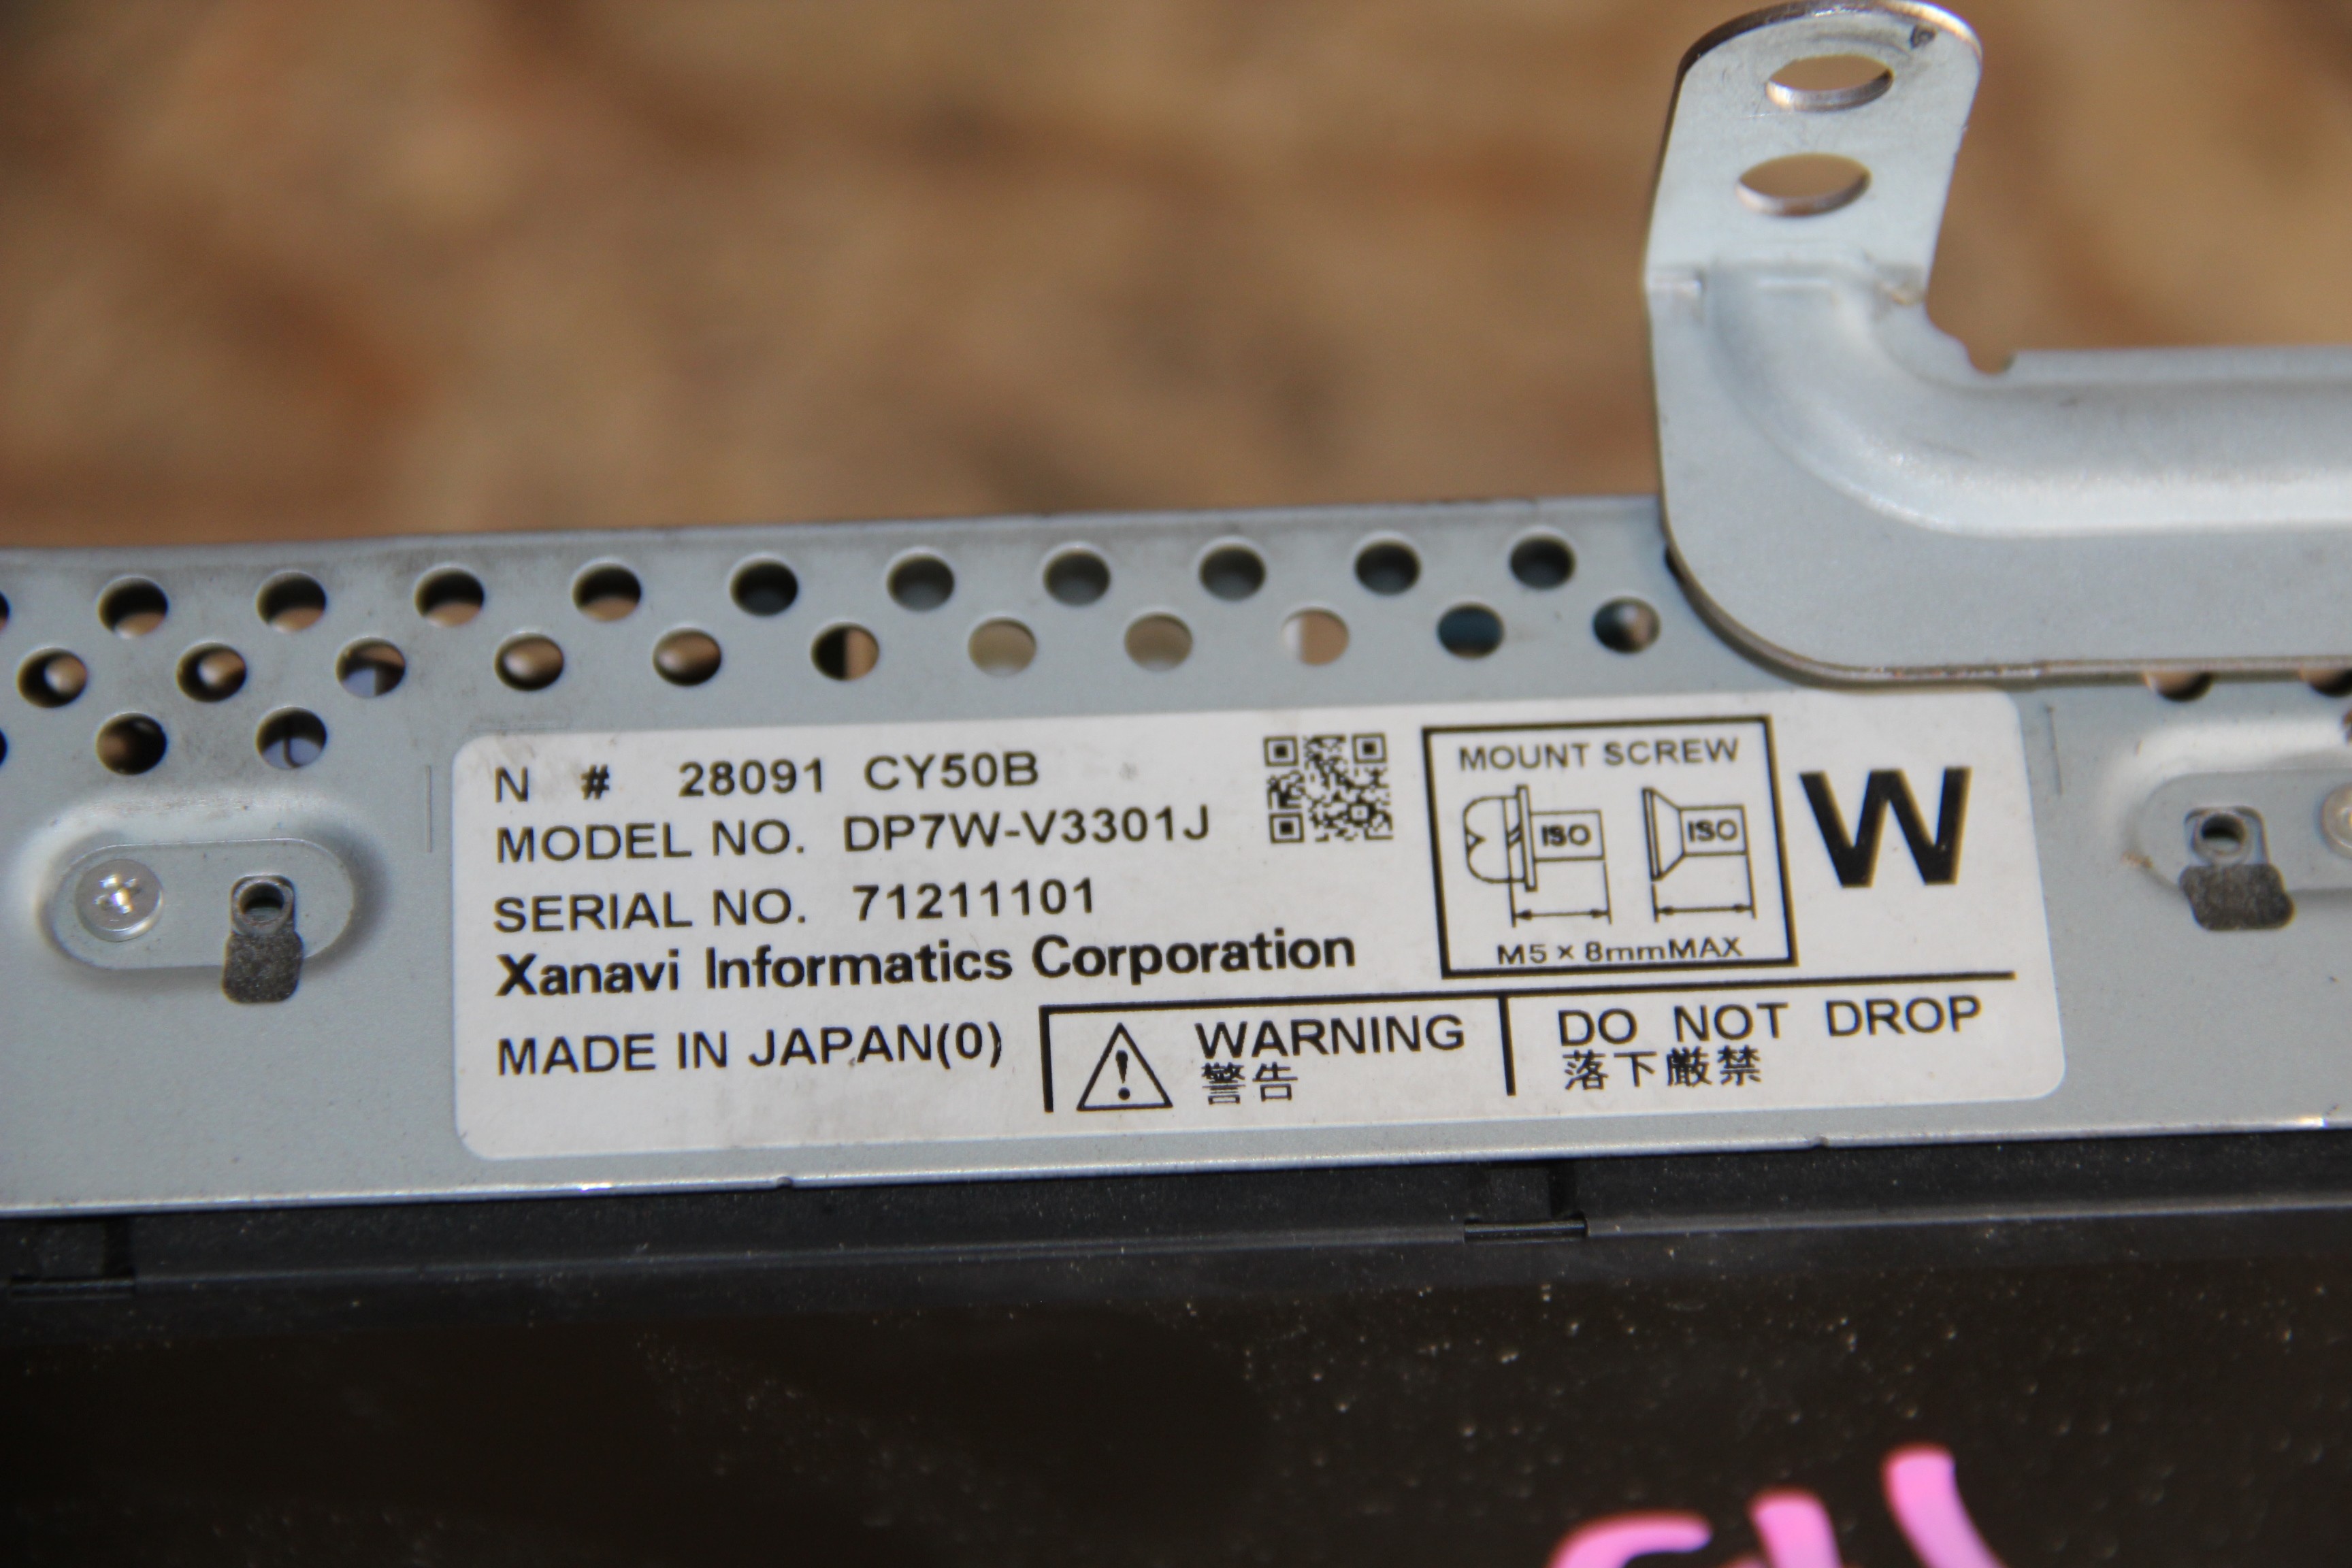 N # 28091 CY50B
MODEL NO. DP7W-V3301J
SERIAL NO. 71211101
Xanavi Informatics Corporation
MADE IN JAPAN(0)
MOUNT SCREW
ISO ISO
M5 × 8mmMAX
W
WARNING
警告
DO NOT DROP
落下厳禁